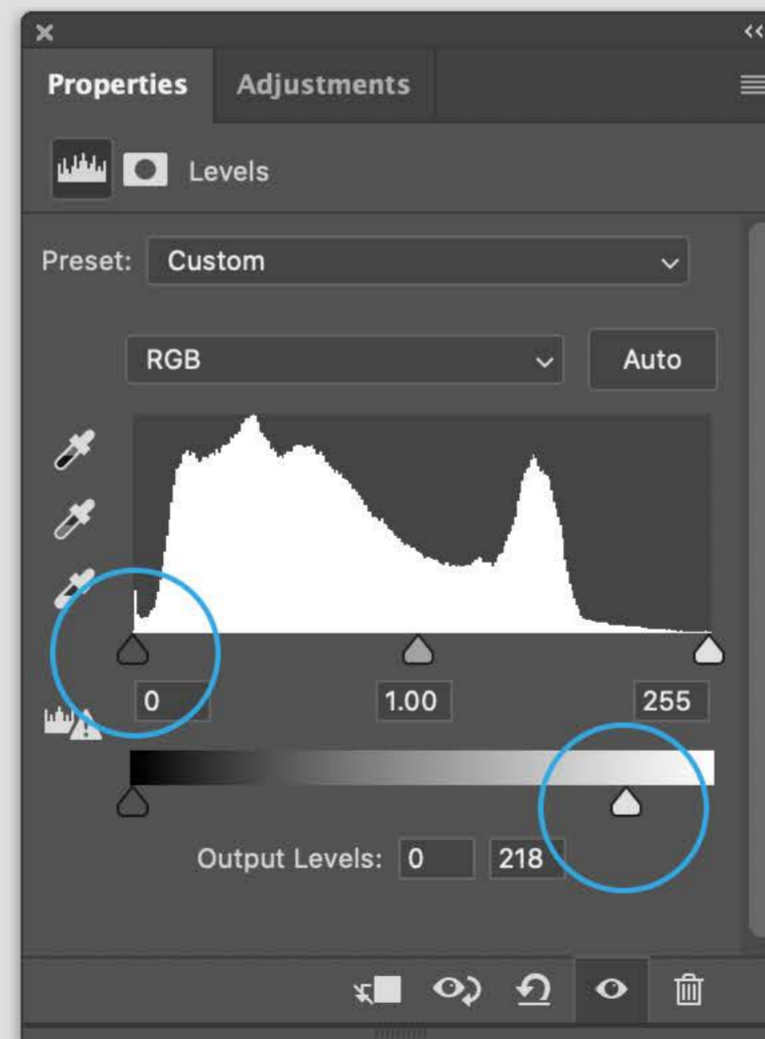 Properties Adjustments
Levels
Preset: Custom
RGB Auto
0 1.00 255
Output Levels: 0 218